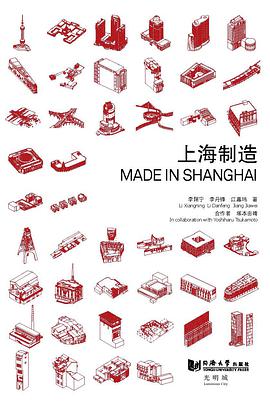 上海制造
MADE IN SHANGHAI
李翔宁 李丹锋 江嘉玮 著
Li Xiangning Li Danfeng Jiang Jiawei
合作者 塚本由晴
In collaboration with Yoshiharu Tsukamoto
同济大学出版社
TONGJI UNIVERSITY PRESS
光明城
Luminocity